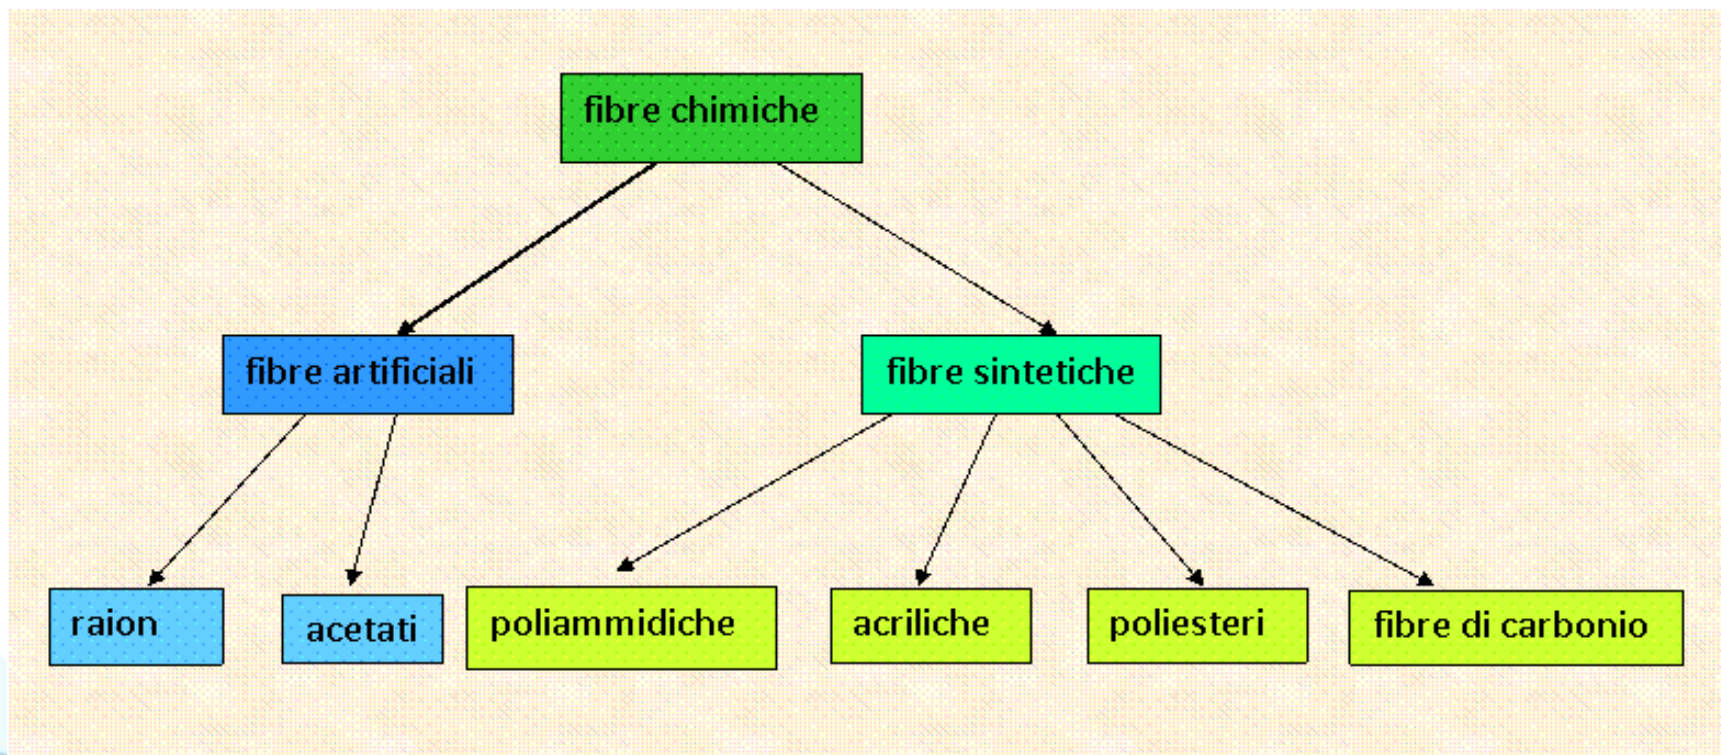 fibre chimiche
fibre artificiali
fibre sintetiche
raion
acetati
poliammidiche
acriliche
poliesteri
fibre di carbonio